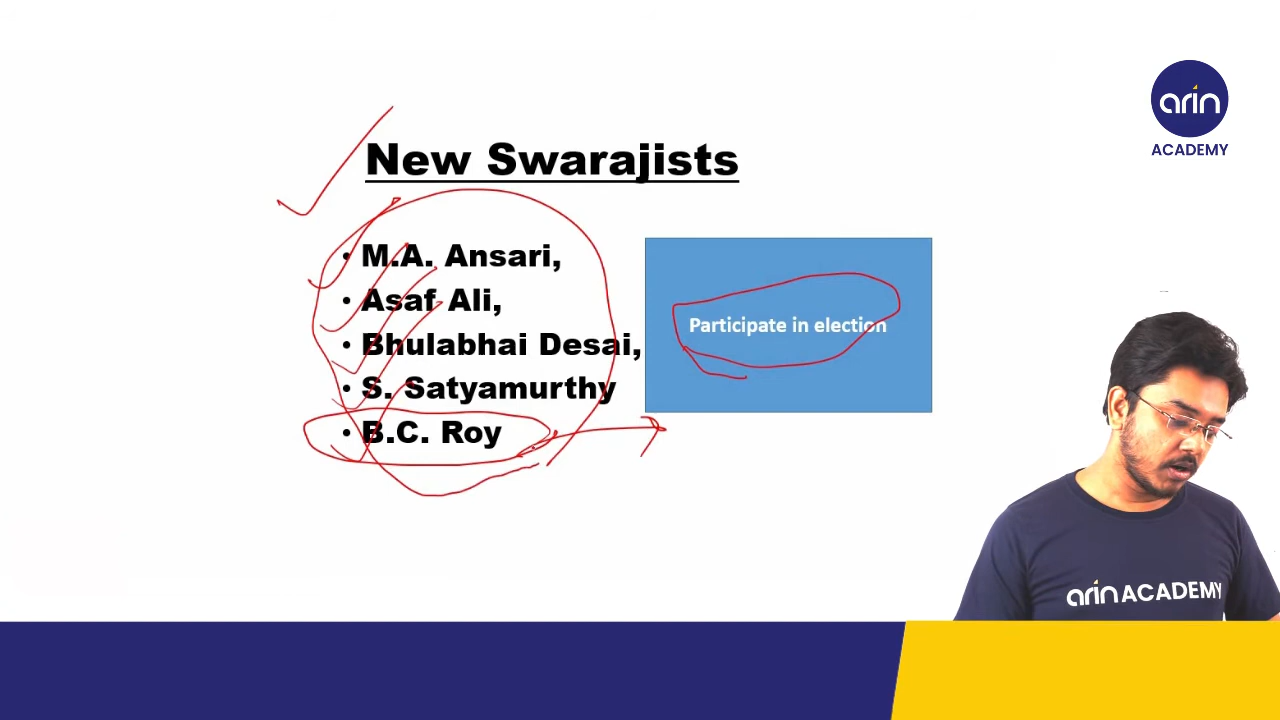 arin
ACADEMY
New Swarajists
• M.A. Ansari,
• Asaf Ali,
• Bhulabhai Desai,
• S. Satyamurthy
• B.C. Roy
Participate in election
arin ACADEMY